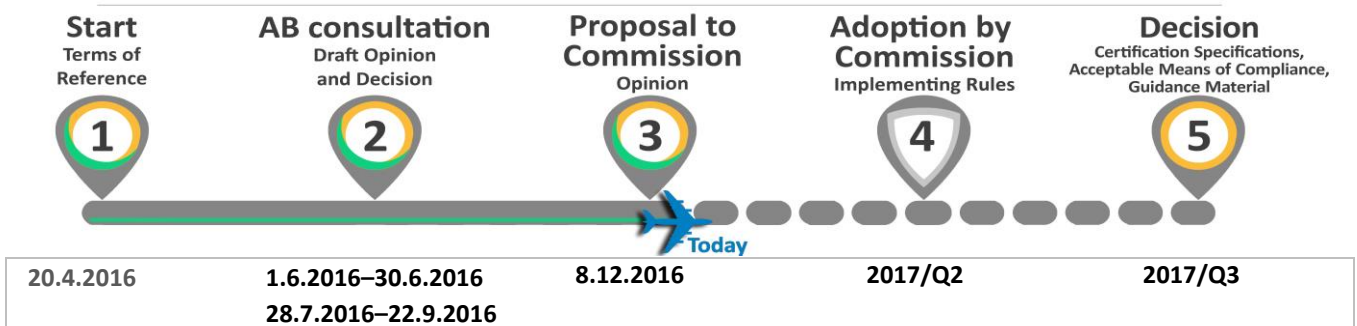 Start
Terms of
Reference
1
AB consultation
Draft Opinion
and Decision
2
Proposal to
Commission
Opinion
3
Adoption by
Commission
Implementing Rules
4
Decision
Certification Specifications,
Acceptable Means of Compliance,
Guidance Material
5
Today
20.4.2016
1.6.2016–30.6.2016
28.7.2016–22.9.2016
8.12.2016
2017/Q2
2017/Q3